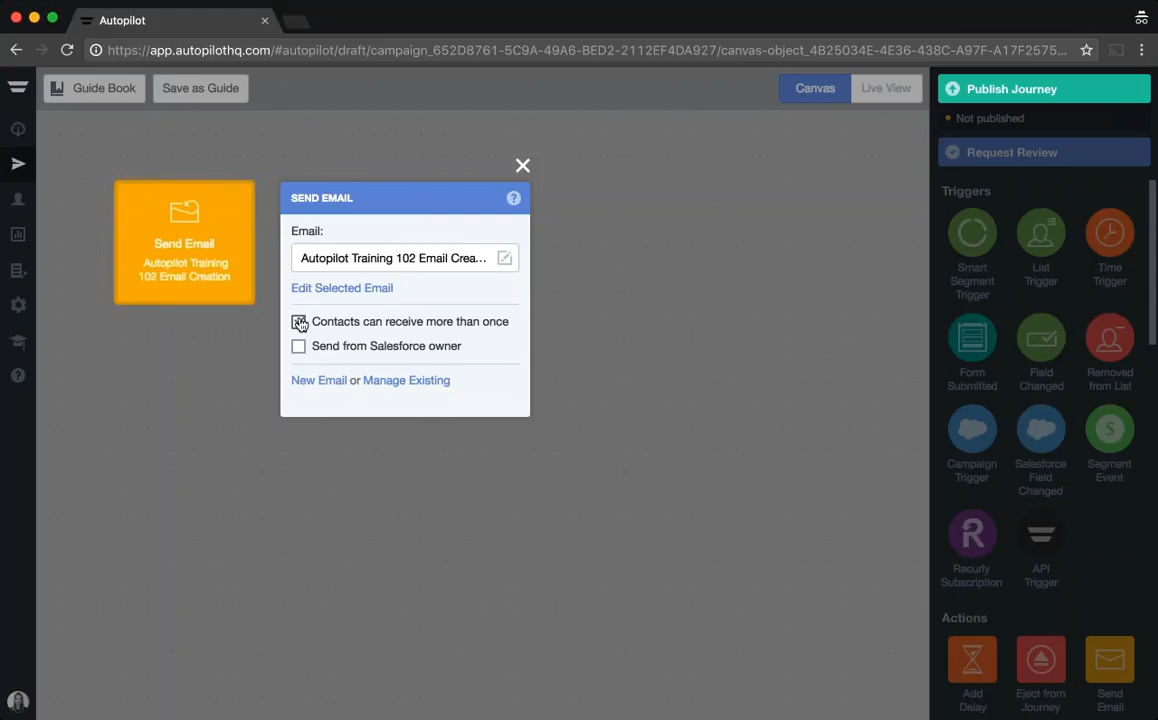 Autopilot
https://app.autopilothq.com/#autopilot/draft/campaign_652D8761-5C9A-49A6-BED2-2112EF4DA927/canvas-object_4B25034E-4E36-438C-A97F-A17F2575...
Guide Book
Save as Guide
Canvas
Live View
Publish Journey
Not published
Request Review
Send Email
Autopilot Training
102 Email Creation
SEND EMAIL
?
Email:
Autopilot Training 102 Email Crea...
Edit Selected Email
Contacts can receive more than once
Send from Salesforce owner
New Email or Manage Existing
Triggers
Smart
Segment
Trigger
List
Trigger
Time
Trigger
Form
Submitted
Field
Changed
Removed
from List
Campaign
Trigger
Salesforce
Field
Changed
S
Segment
Event
R
Recurly
Subscription
API
Trigger
Actions
Add
Delay
Eject from
Journey
Send
Email